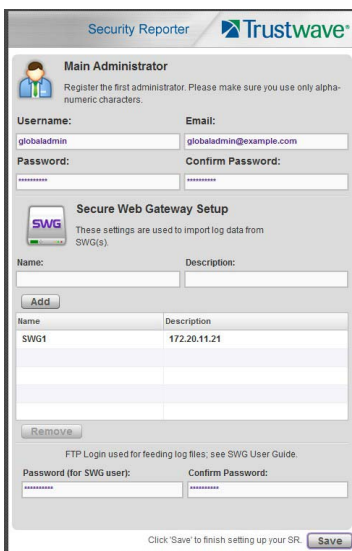 Security Reporter
Trustwave®
Main Administrator
Register the first administrator. Please make sure you use only alpha-
numeric characters.
Username: Email:
globaladmin globaladmin@example.com
Password: Confirm Password:
********** **********
SWG
Secure Web Gateway Setup
These settings are used to import log data from
SWG(s).
Name: Description:
Add
Name Description
SWG1 172.20.11.21
Remove
FTP Login used for feeding log files; see SWG User Guide.
Password (for SWG user): Confirm Password:
********** **********
Click 'Save' to finish setting up your SR. Save